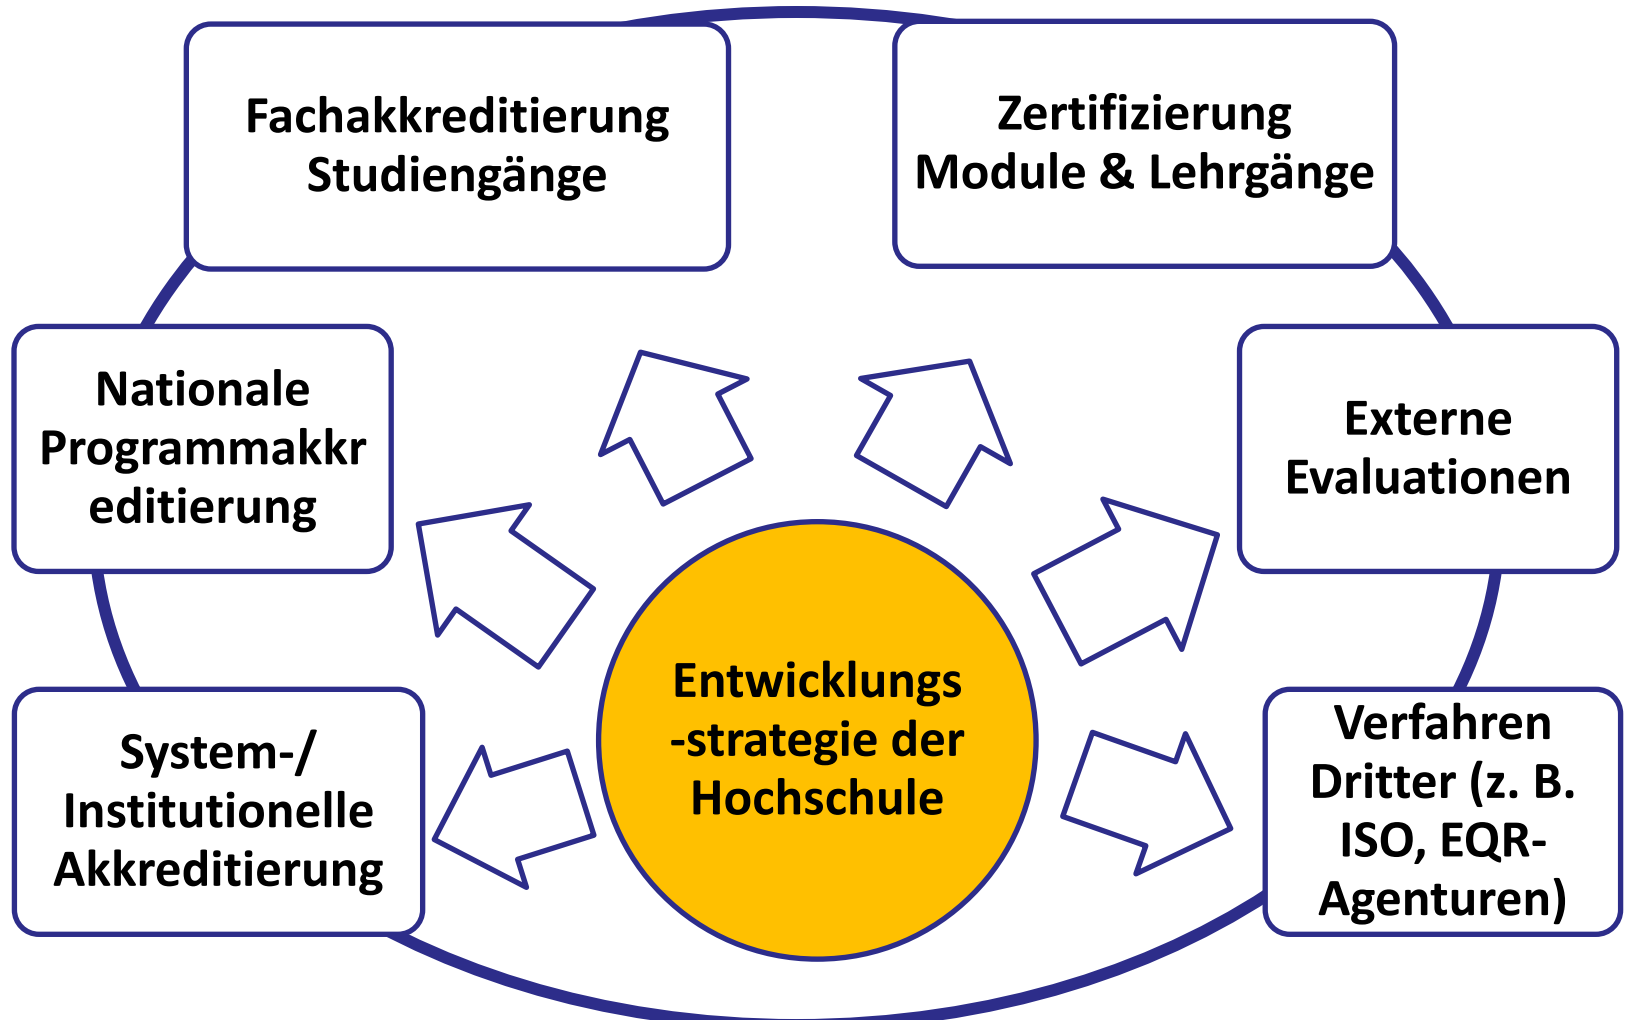 Fachakkreditierung
Studiengänge
Zertifizierung
Module & Lehrgänge
Nationale
Programmakkr
editierung
Externe
Evaluationen
System-/
Institutionelle
Akkreditierung
Entwicklungs
-strategie der
Hochschule
Verfahren
Dritter (z. B.
ISO, EQR-
Agenturen)